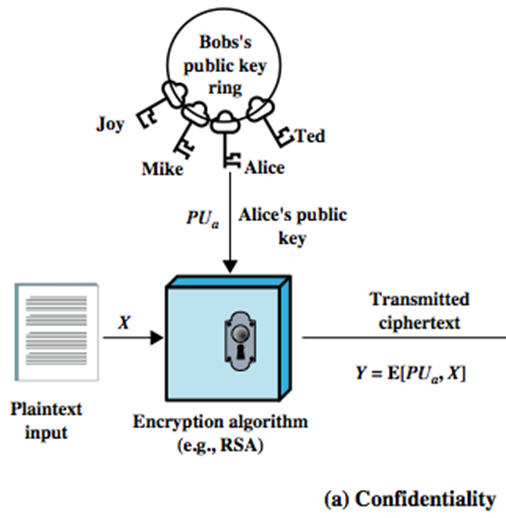 Bobs's
public key
ring
Joy
Ted
Mike
Alice
PUa
Alice's public
key
X
Transmitted
ciphertext
Y = E[PUa, X]
Plaintext
input
Encryption algorithm
(e.g., RSA)
(a) Confidentiality